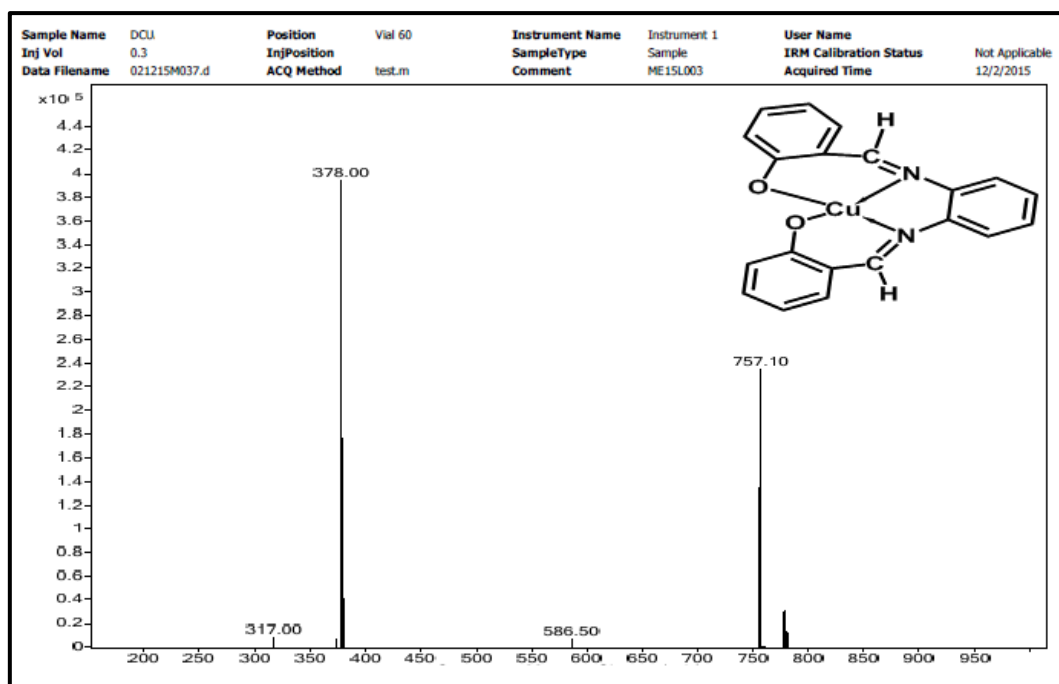 Sample Name DCU Position Vial 60 Instrument Name Instrument 1 User Name
Inj Vol 0.3 InjPosition SampleType Sample IRM Calibration Status Not Applicable
Data Filename 021215M037.d ACQ Method test.m Comment ME15L003 Acquired Time 12/2/2015
x10 5
4.4
4.2
4
3.8
3.6
3.4
3.2
3
2.8
2.6
2.4
2.2
2
1.8
1.6
1.4
1.2
1
0.8
0.6
0.4
0.2
0
378.00
757.10
317.00
586.50
H
C
N
O
Cu
O
N
C
H
200 250 300 350 400 450 500 550 600 650 700 750 800 850 900 950